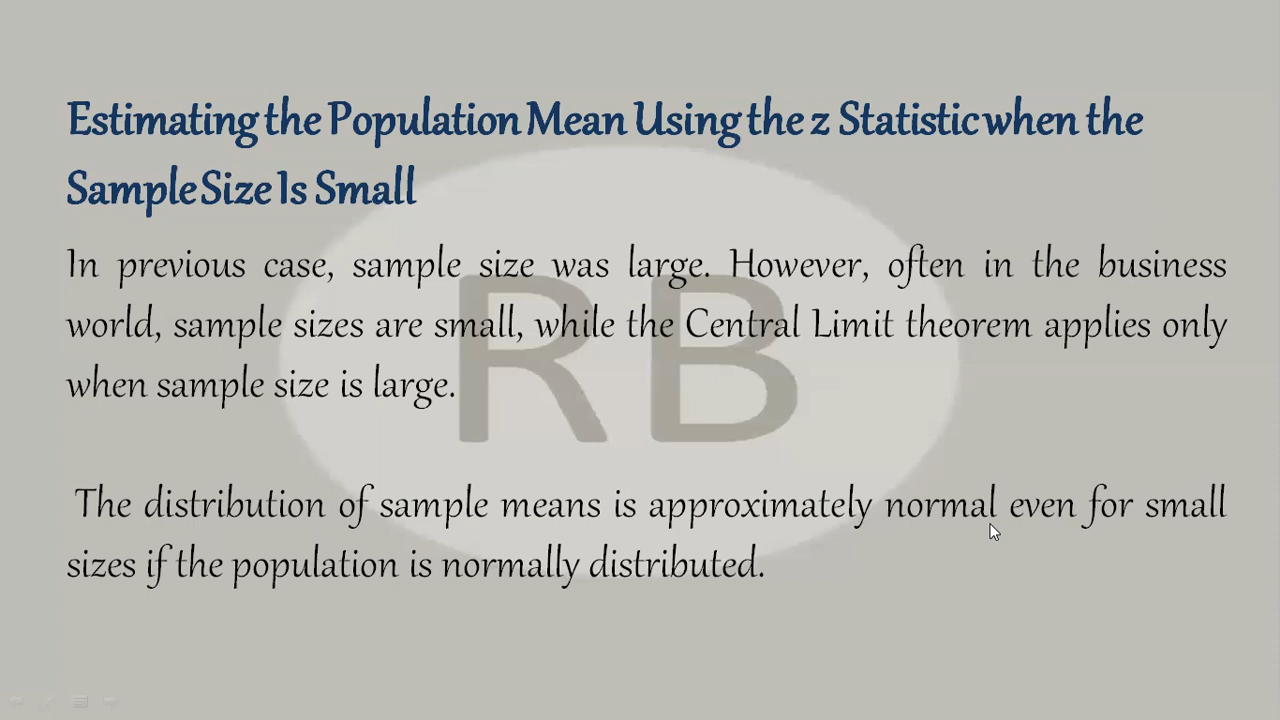 Estimating the Population Mean Using the z Statistic when the
Sample Size Is Small
In previous case, sample size was large. However, often in the business
world, sample sizes are small, while the Central Limit theorem applies only
when sample size is large.
RB
The distribution of sample means is approximately normal even for small
sizes if the population is normally distributed.